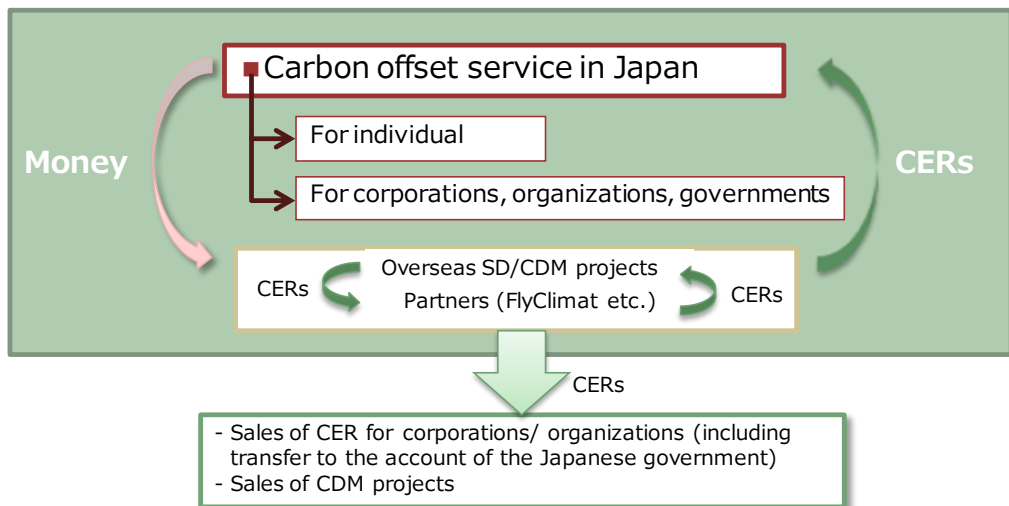 Carbon offset service in Japan
For individual
Money
CERs
For corporations, organizations, governments
Overseas SD/CDM projects
CERs
CERs
Partners (FlyClimat etc.)
CERs
- Sales of CER for corporations/ organizations (including
transfer to the account of the Japanese government)
- Sales of CDM projects